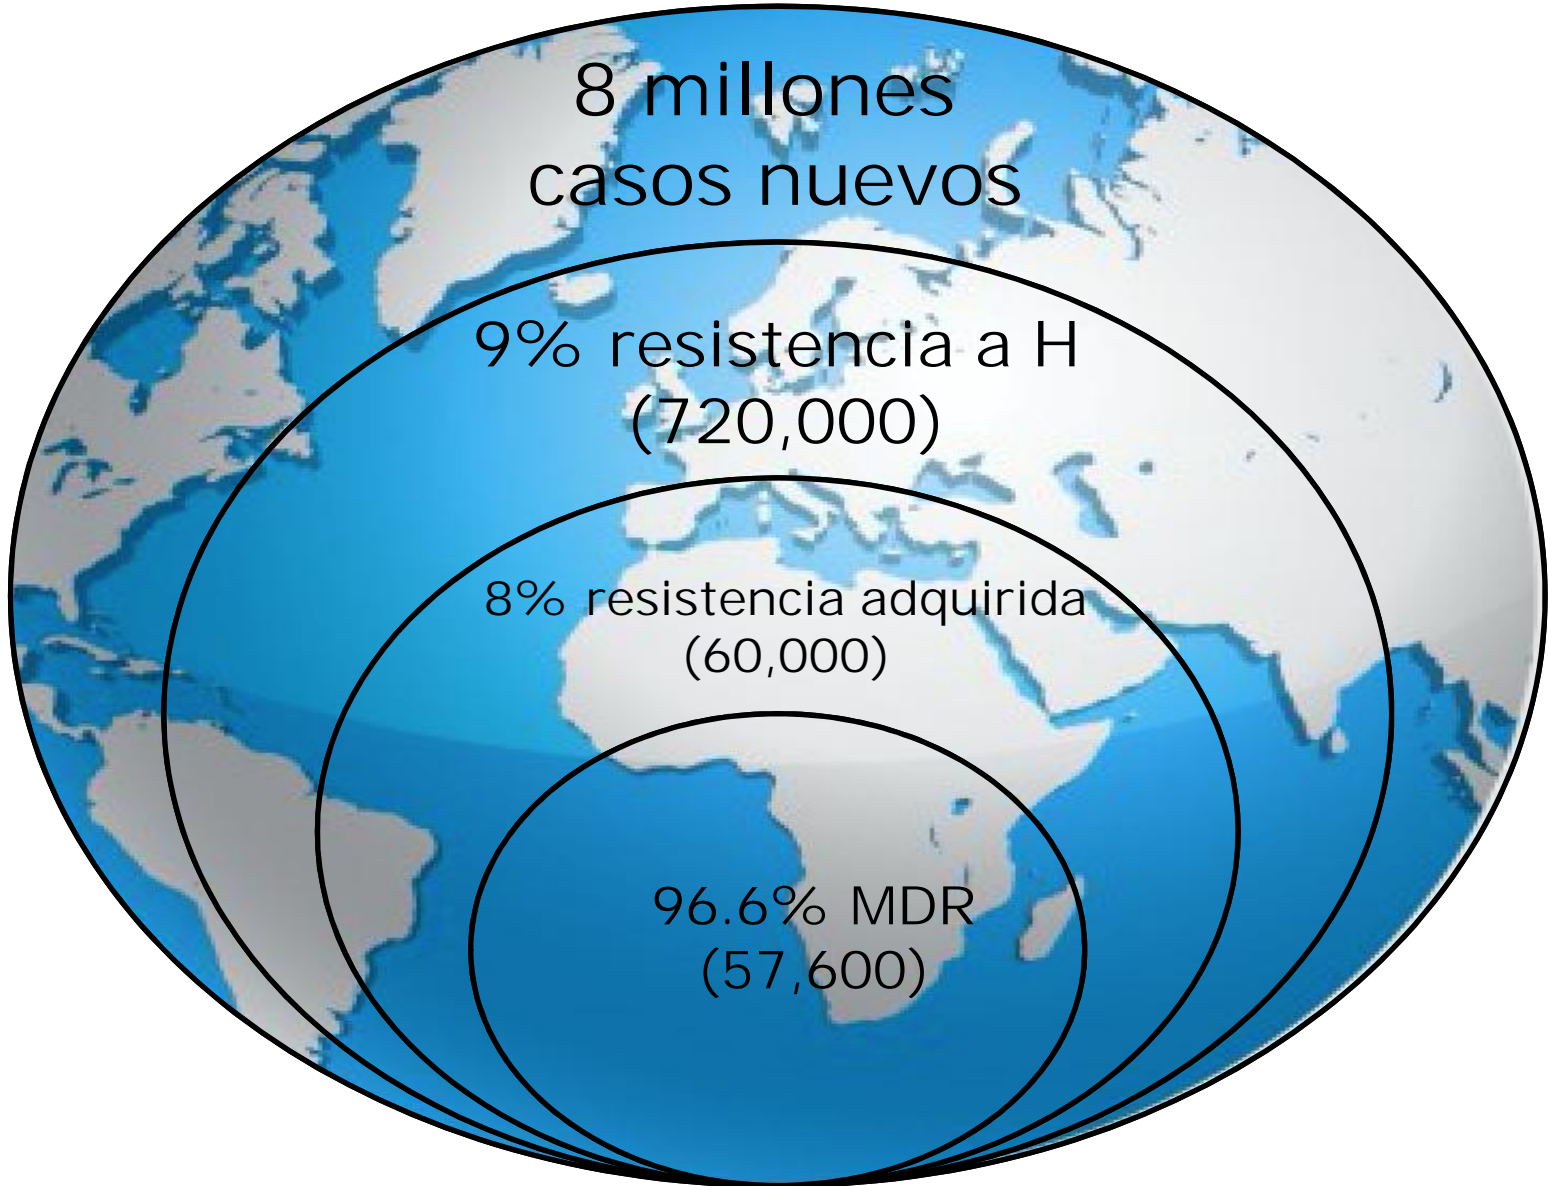 8 millones
casos nuevos
9% resistencia a H
(720,000)
8% resistencia adquirida
(60,000)
96.6% MDR
(57,600)